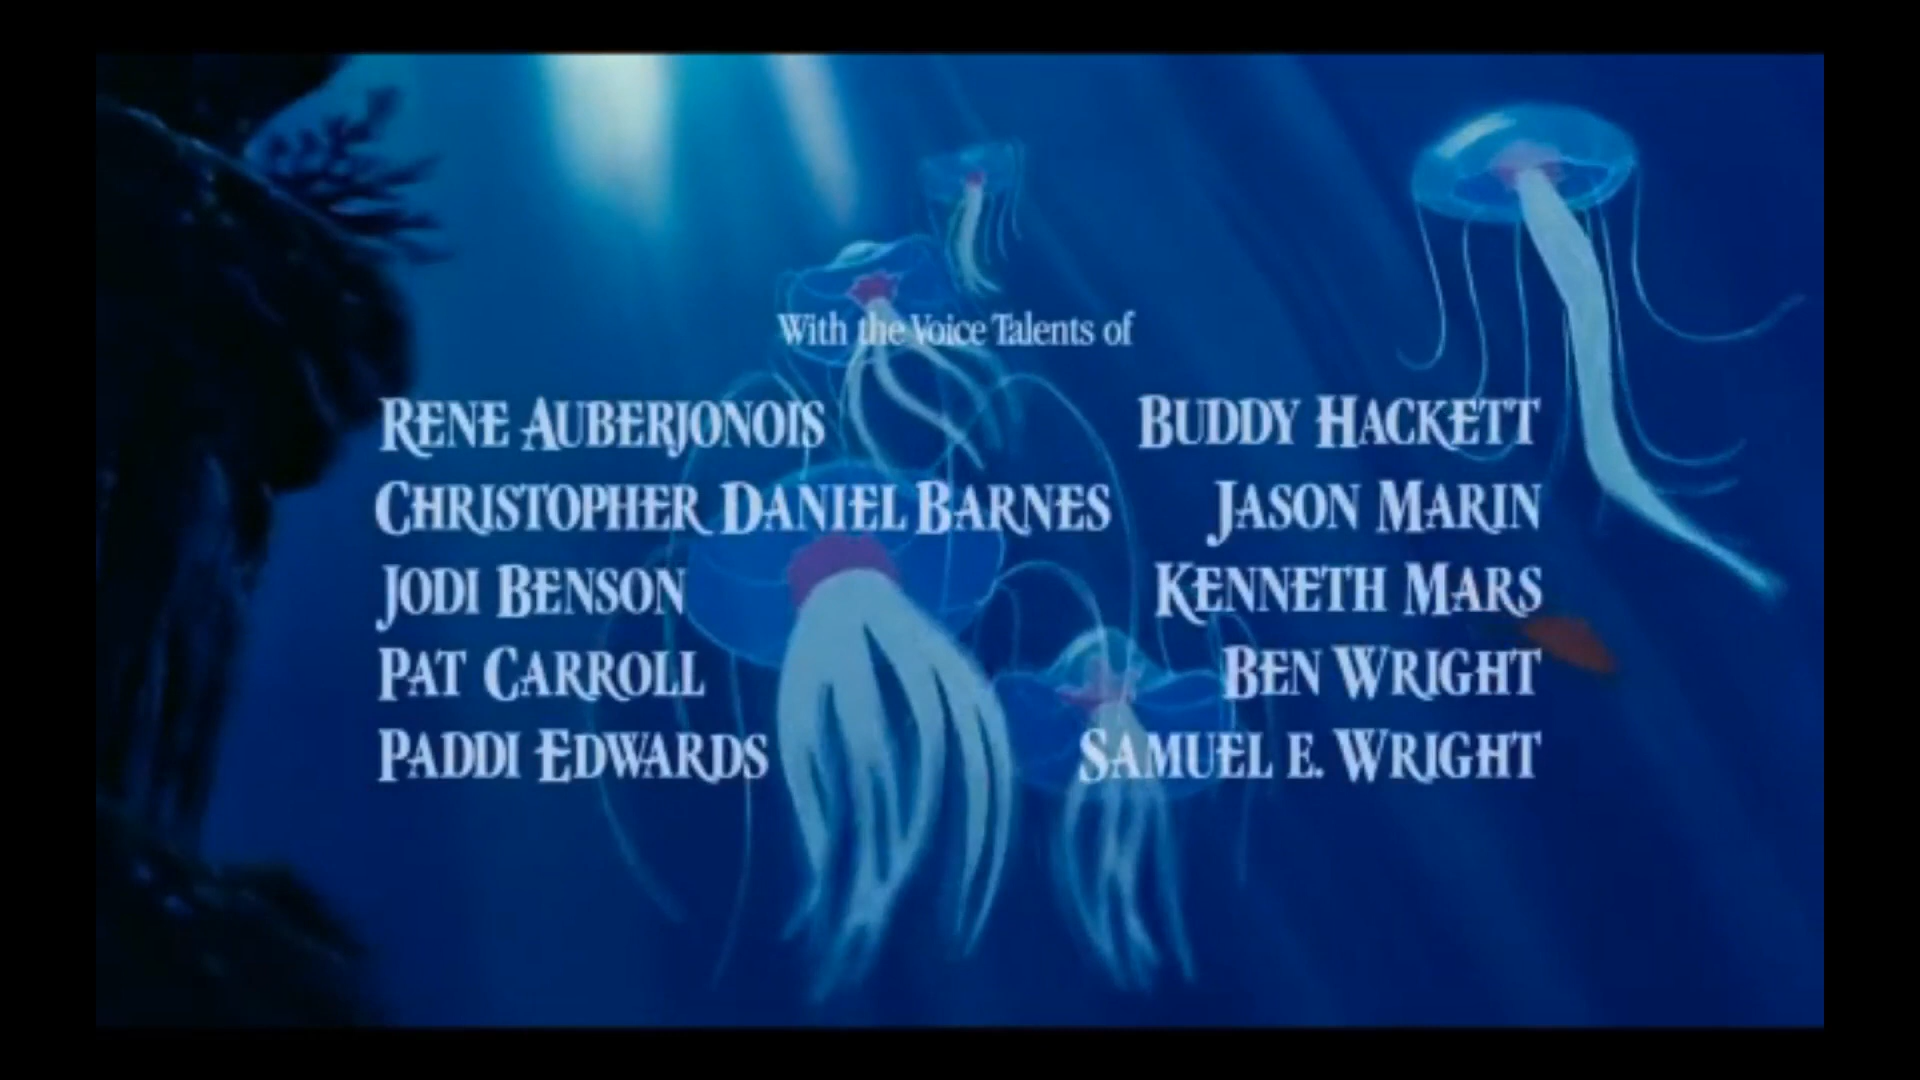 With the Voice Talents of
RENE AUBERJONOIS
BUDDY HACKETT
CHRISTOPHER DANIEL BARNES
JASON MARIN
JODI BENSON
KENNETH MARS
PAT CARROLL
BEN WRIGHT
PADDI EDWARDS
SAMUEL E. WRIGHT